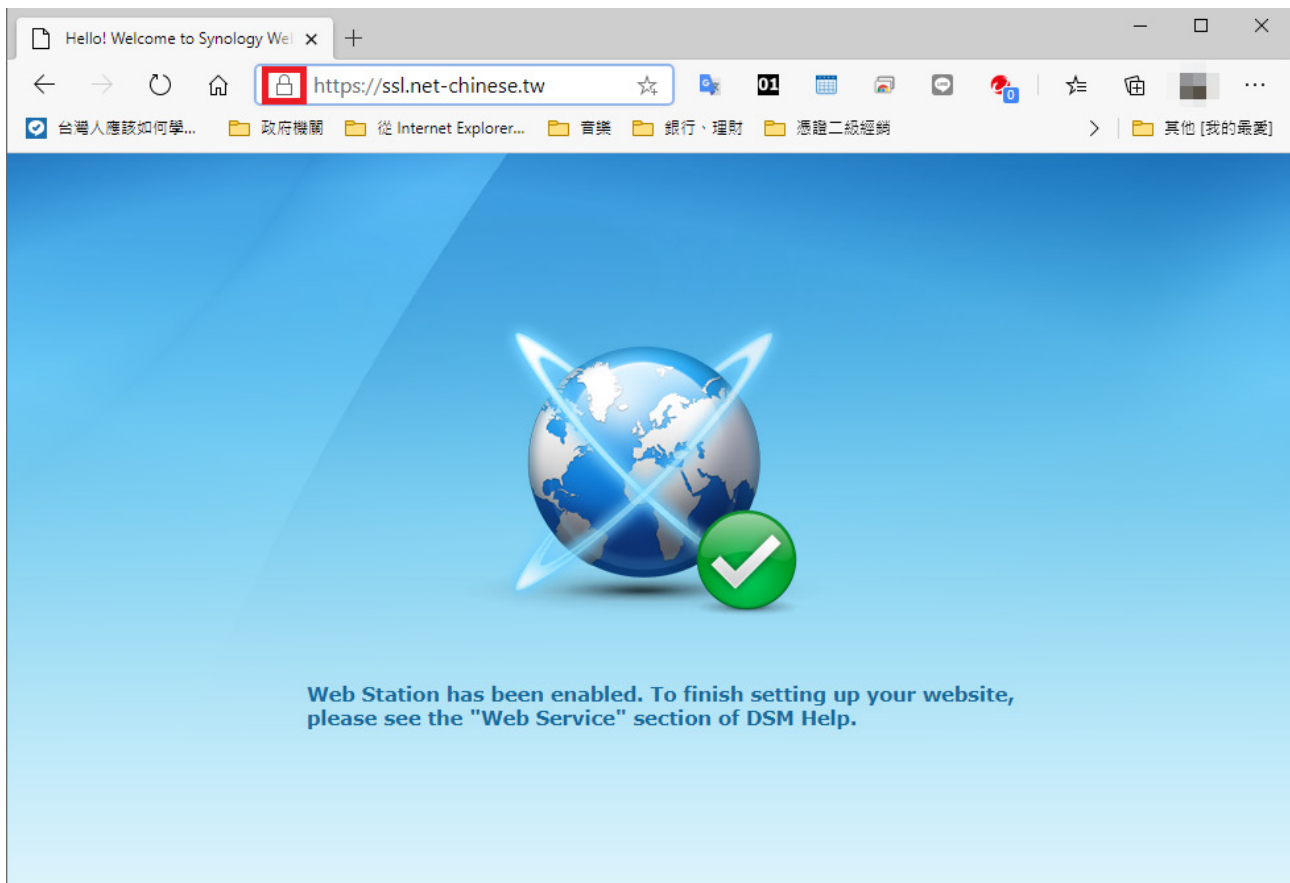 Hello! Welcome to Synology Wel
https://ssl.net-chinese.tw
01
0
台灣人應該如何學...
政府機關
從 Internet Explorer...
音樂
銀行、理財
憑證二級經銷
其他 [我的最愛]
Web Station has been enabled. To finish setting up your website,
please see the "Web Service" section of DSM Help.